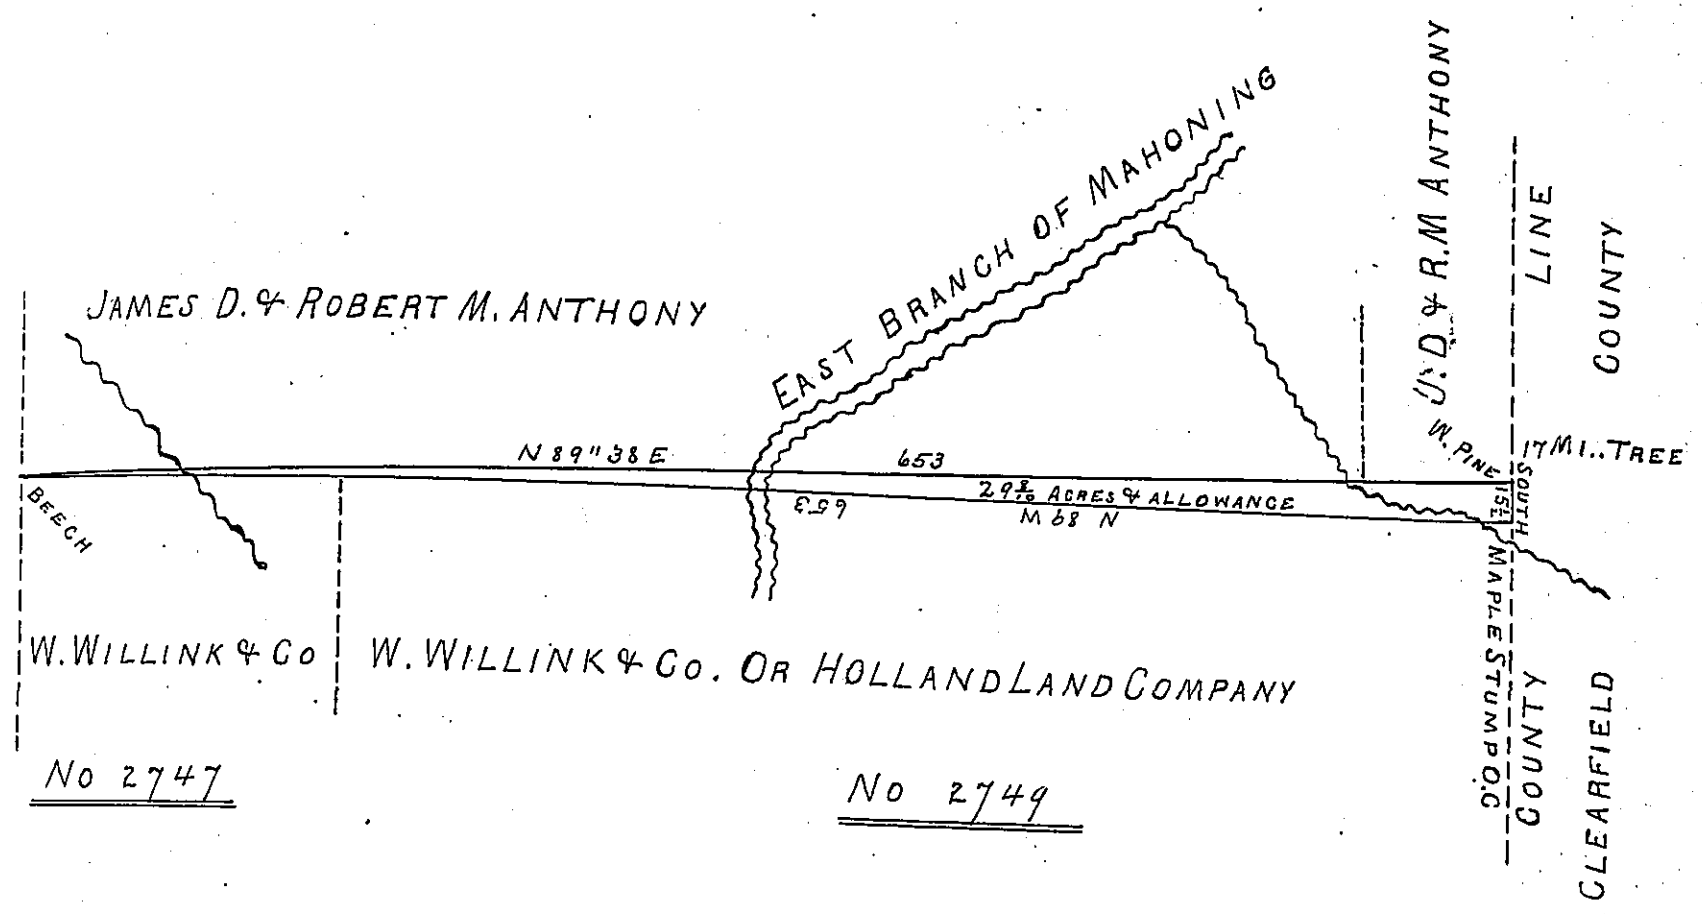 JAMES D. & ROBERT M. ANTHONY
EAST BRANCH OF MAHONING
J. D & R. M ANTHONY
LINE
COUNTY
N 89" 38 E
653
W. PINE
17 MI.. TREE
BEECH
653
29 8/10 ACRES & ALLOWANCE
N 89 W
15 1/2
SOUTH
MAPLE STUMP O.C
W. WILLINK & CO
W. WILLINK & CO. OR HOLLAND LAND COMPANY
COUNTY
CLEARFIELD
No 2747
No 2749